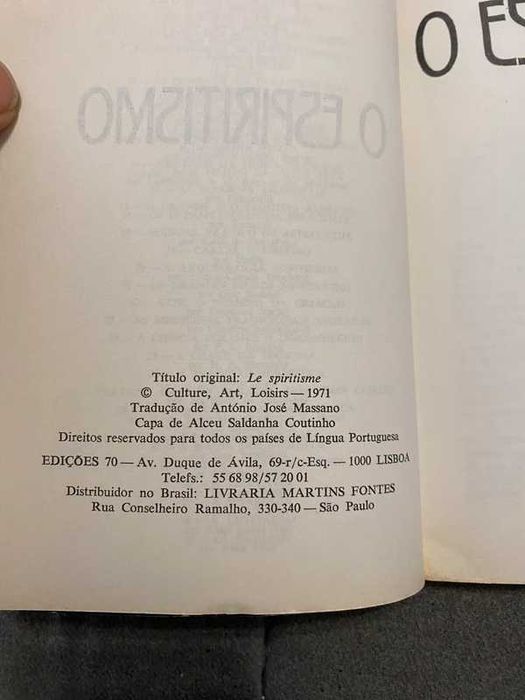 O ES
O ESPIRITISMO
Título original: Le spiritisme
© Culture, Art, Loisirs — 1971
Tradução de António José Massano
Capa de Alceu Saldanha Coutinho
Direitos reservados para todos os países de Língua Portuguesa
EDIÇÕES 70 — Av. Duque de Ávila, 69-r/c-Esq. — 1000 LISBOA
Telefs.: 55 68 98/57 20 01
Distribuidor no Brasil: LIVRARIA MARTINS FONTES
Rua Conselheiro Ramalho, 330-340 — São Paulo